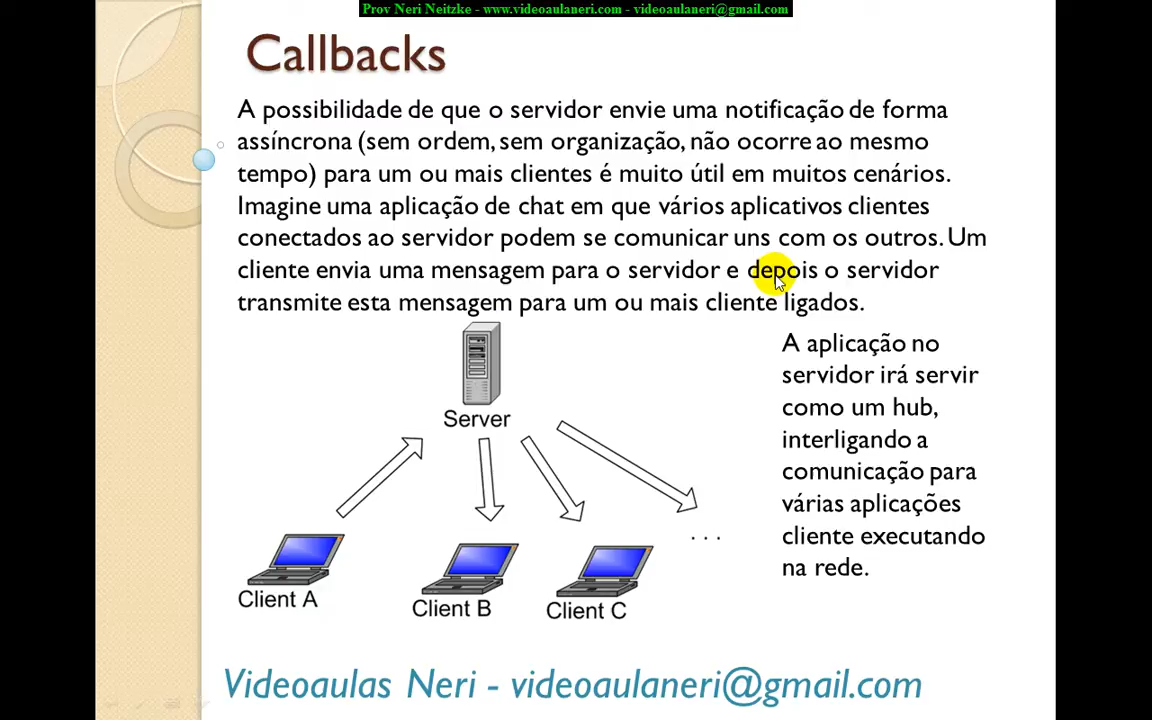 Prov Neri Neitzke - www.videoaulaneri.com - videoaulaneri@gmail.com
Callbacks
A possibilidade de que o servidor envie uma notificação de forma
assíncrona (sem ordem, sem organização, não ocorre ao mesmo
tempo) para um ou mais clientes é muito útil em muitos cenários.
Imagine uma aplicação de chat em que vários aplicativos clientes
conectados ao servidor podem se comunicar uns com os outros. Um
cliente envia uma mensagem para o servidor e depois o servidor
transmite esta mensagem para um ou mais cliente ligados.
A aplicação no
servidor irá servir
como um hub,
interligando a
comunicação para
várias aplicações
cliente executando
na rede.
Server
. . .
Client A
Client B
Client C
Videoaulas Neri - videoaulaneri@gmail.com